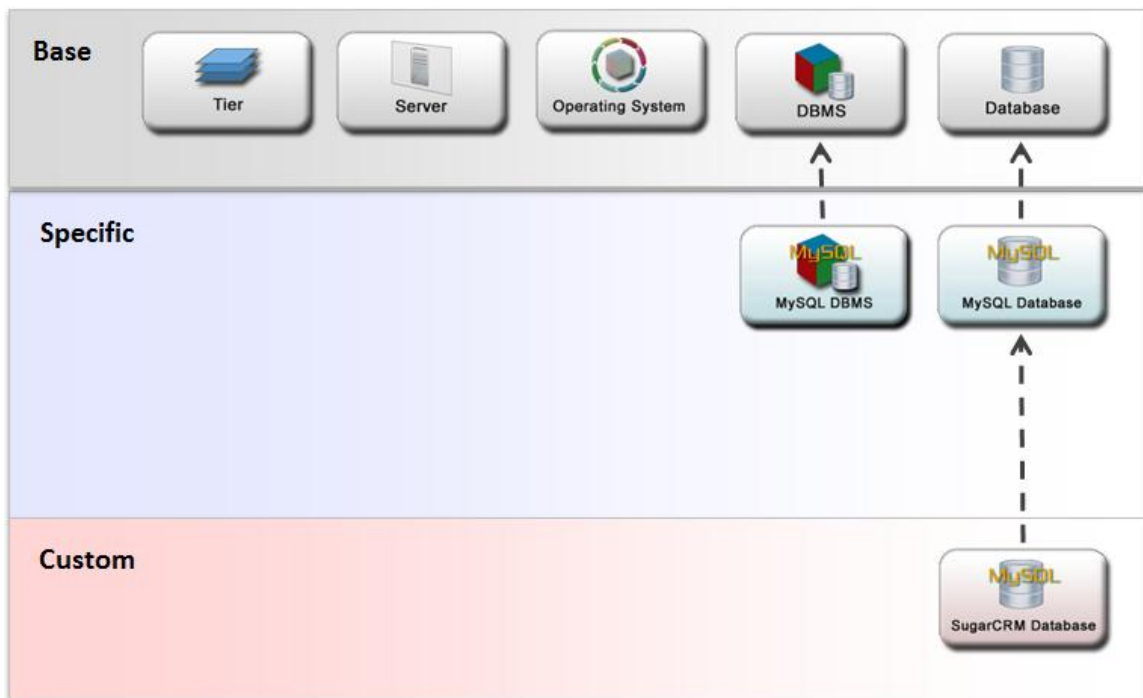 Base
Tier
Server
Operating System
DBMS
Database
Specific
MySQL
MySQL DBMS
MySQL
MySQL Database
Custom
MySQL
SugarCRM Database